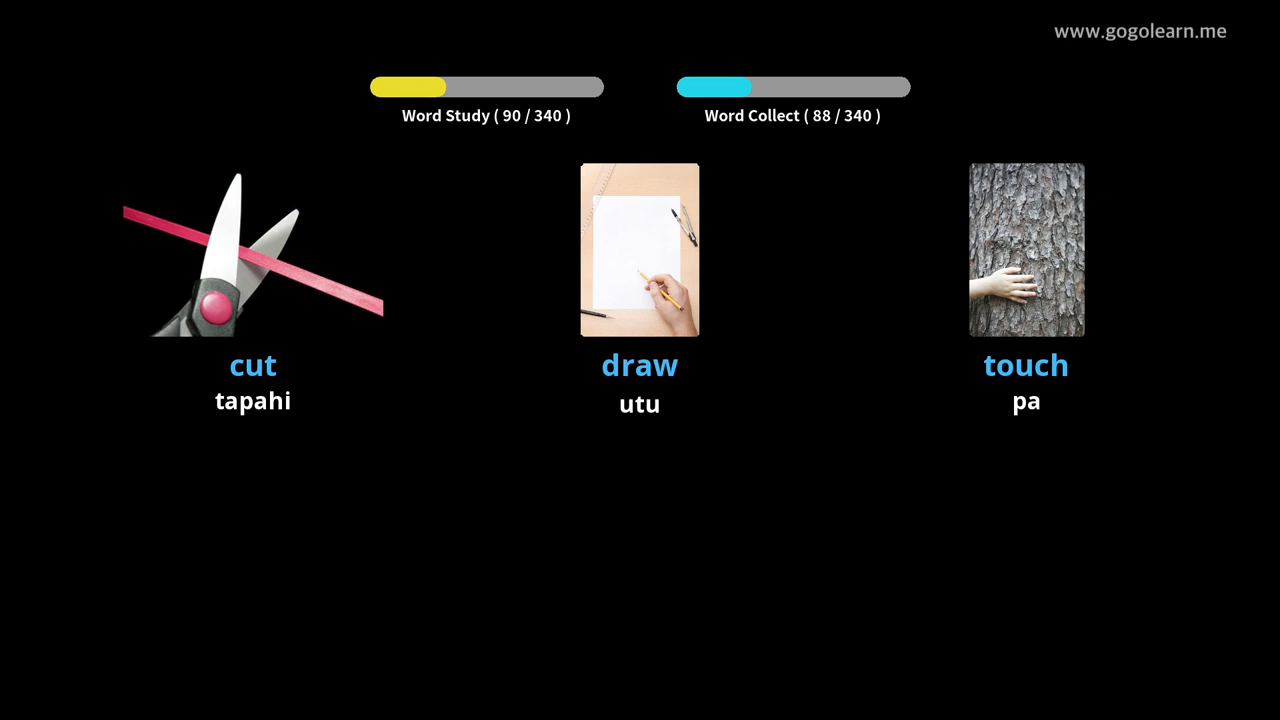 www.gogolearn.me
Word Study ( 90 / 340 )
Word Collect ( 88 / 340 )
cut
tapahi
draw
utu
touch
pa